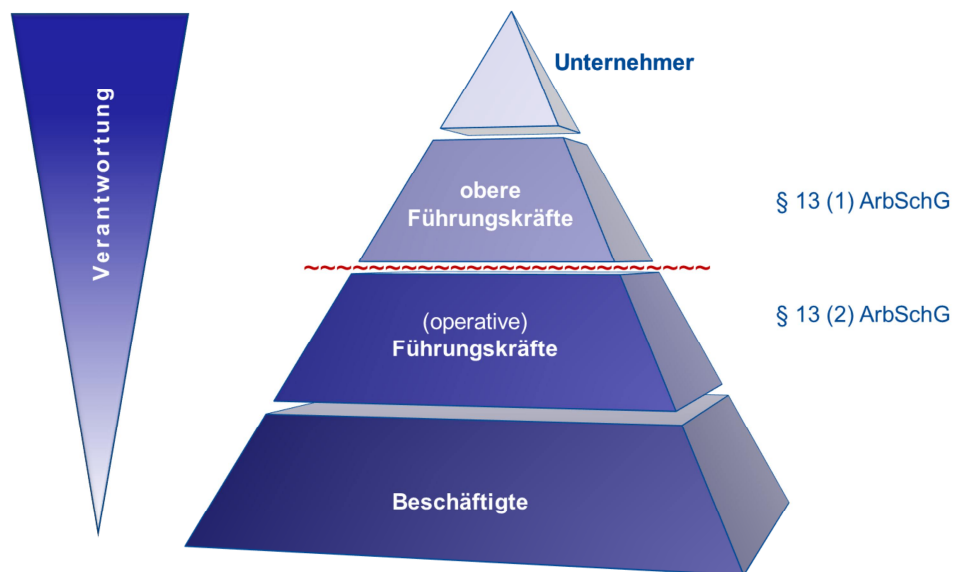 Verantwortung
Unternehmer
obere
Führungskräfte
§ 13 (1) ArbSchG
(operative)
Führungskräfte
§ 13 (2) ArbSchG
Beschäftigte